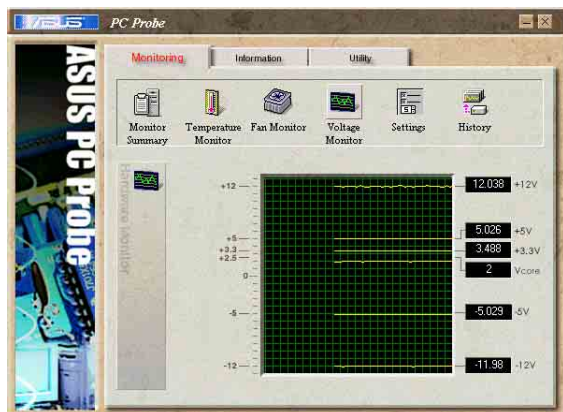 ASUS
PC Probe
ASUS PC Probe
Monitoring
Information
Utility
Monitor Summary
Temperature Monitor
Fan Monitor
Voltage Monitor
Settings
History
Hardware Monitor
+12
+5
+3.3
+2.5
0
-5
-12
12.038 +12V
5.026 +5V
3.488 +3.3V
2 Vcore
-5.029 -5V
-11.98 -12V